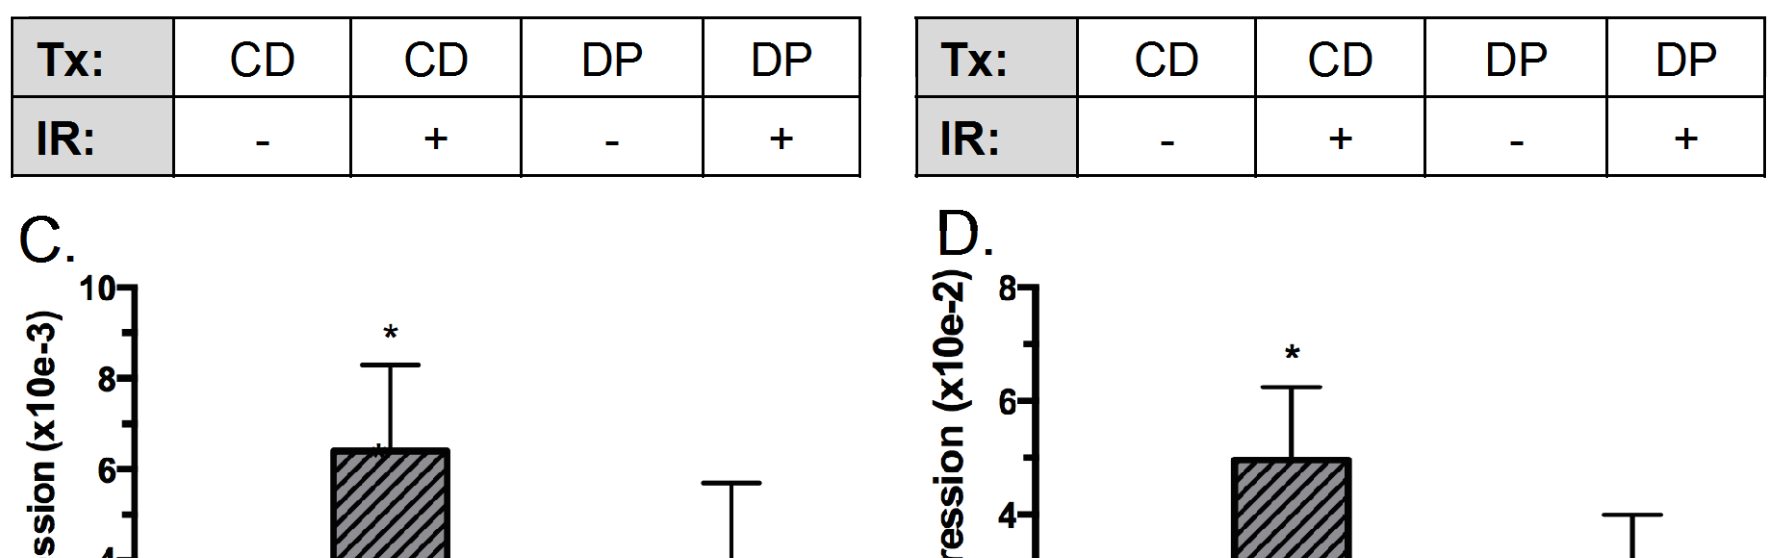 Tx: CD CD DP DP
IR: - + - +
Tx: CD CD DP DP
IR: - + - +
C.
10
8
6
4
ssion (x10e-3)
*
*
D.
8
6
4
ression (x10e-2)
*